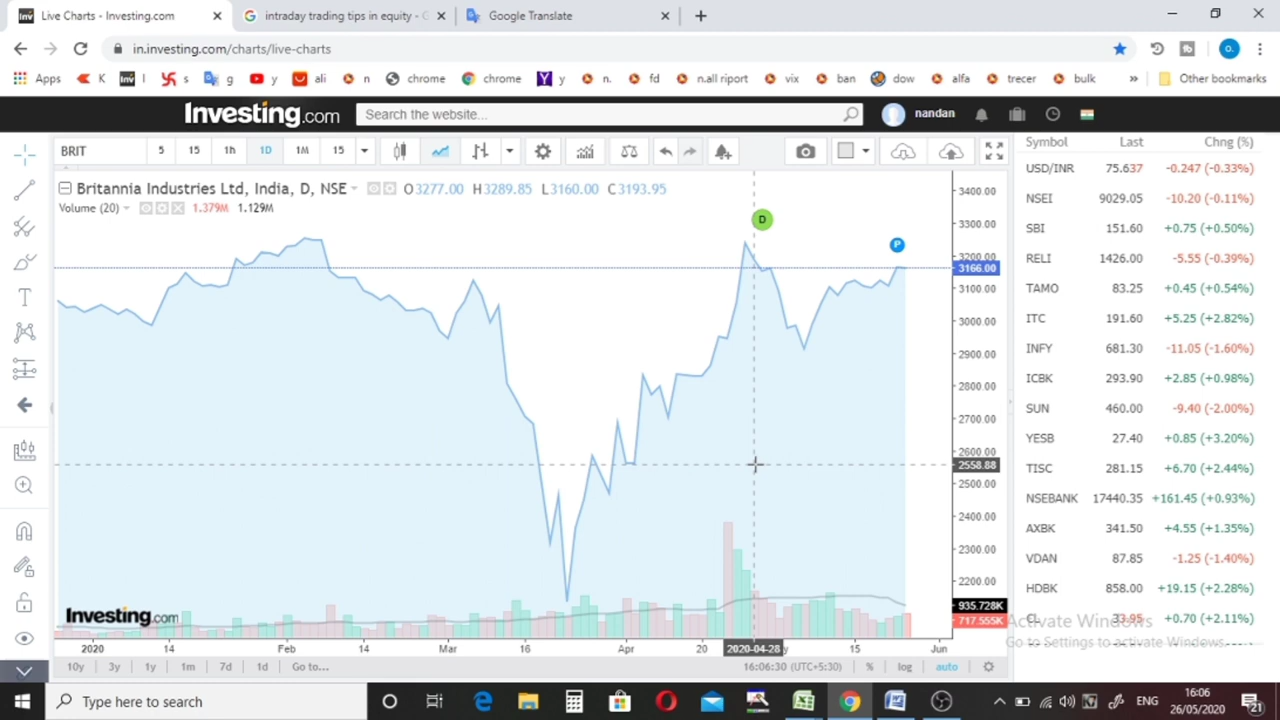 Live Charts - Investing.com
intraday trading tips in equity - G
Google Translate
in.investing.com/charts/live-charts
Apps K I s g y ali n chrome chrome y n. fd n.all riport vix ban dow alfa trecer bulk » Other bookmarks
Investing.com
Search the website...
nandan
BRIT 5 15 1h 1D 1M 15
Britannia Industries Ltd, India, D, NSE O3277.00 H3289.85 L3160.00 C3193.95
Volume (20) 1.379M 1.129M
D
P
3400.00
3300.00
3200.00
3166.00
3100.00
3000.00
2900.00
2800.00
2700.00
2600.00
2558.88
2500.00
2400.00
2300.00
2200.00
935.728K
717.555K
Investing.com
2020 14 Feb 14 Mar 16 Apr 20 2020-04-28 y 15 Jun
10y 3y 1y 1m 7d 1d Go to... 16:06:30 (UTC+5:30) % log auto
Symbol Last Chng (%)
USD/INR 75.637 -0.247 (-0.33%)
NSEI 9029.05 -10.20 (-0.11%)
SBI 151.60 +0.75 (+0.50%)
RELI 1426.00 -5.55 (-0.39%)
TAMO 83.25 +0.45 (+0.54%)
ITC 191.60 +5.25 (+2.82%)
INFY 681.30 -11.05 (-1.60%)
ICBK 293.90 +2.85 (+0.98%)
SUN 460.00 -9.40 (-2.00%)
YESB 27.40 +0.85 (+3.20%)
TISC 281.15 +6.70 (+2.44%)
NSEBANK 17440.35 +161.45 (+0.93%)
AXBK 341.50 +4.55 (+1.35%)
VDAN 87.85 -1.25 (-1.40%)
HDBK 858.00 +19.15 (+2.28%)
CL 33.95 +0.70 (+2.11%)
Activate Windows
Go to Settings to activate Windows.
Type here to search
ENG
16:06
26/05/2020
21